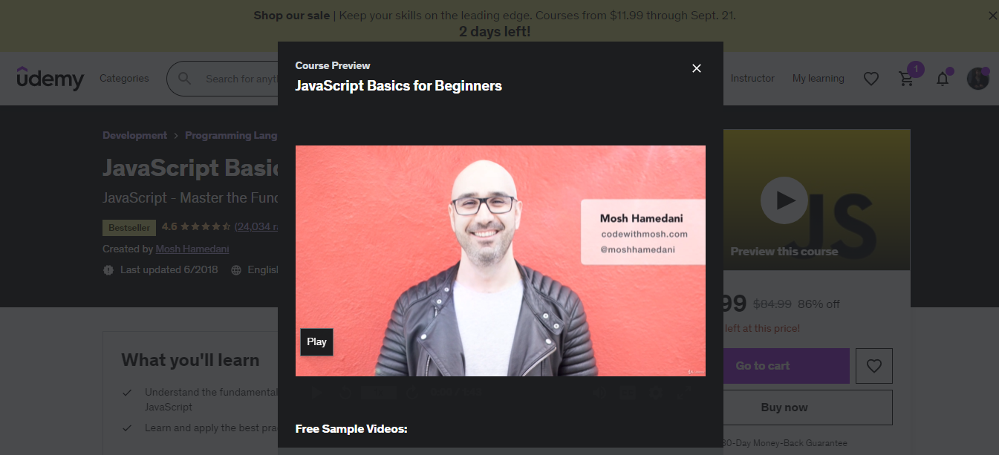 Shop our sale | Keep your skills on the leading edge. Courses from $11.99 through Sept. 21.
2 days left!
udemy
Categories
Search for anyt
Instructor
My learning
1
Course Preview
JavaScript Basics for Beginners
Development > Programming Lang
JavaScript Basic
JavaScript - Master the Fund
Bestseller 4.6 (24,034 r
Created by Mosh Hamedani
Last updated 6/2018 English
Mosh Hamedani
codewithmosh.com
@moshhamedani
Play
JS
Preview this course
99 $84.99 86% off
left at this price!
Go to cart
Buy now
30-Day Money-Back Guarantee
What you'll learn
Understand the fundamental
JavaScript
Learn and apply the best pra
Free Sample Videos: